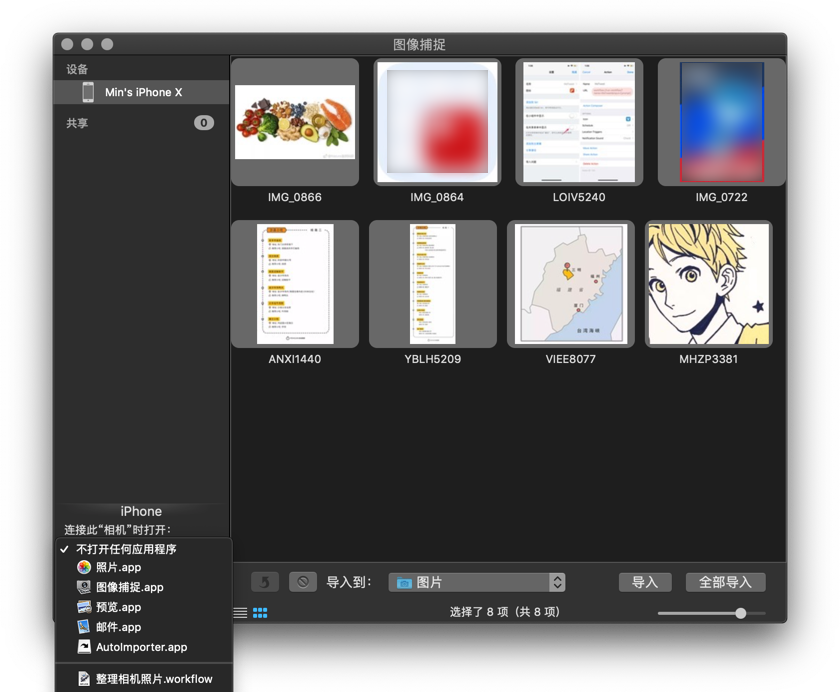 图像捕捉
设备
Min's iPhone X
共享
0
IMG_0866
IMG_0864
LOIV5240
IMG_0722
ANXI1440
YBLH5209
VIEE8077
MHZP3381
台湾海峡
iPhone
连接此“相机”时打开：
不打开任何应用程序
照片.app
图像捕捉.app
预览.app
邮件.app
AutoImporter.app
整理相机照片.workflow
导入到：
图片
导入
全部导入
选择了 8 项（共 8 项）